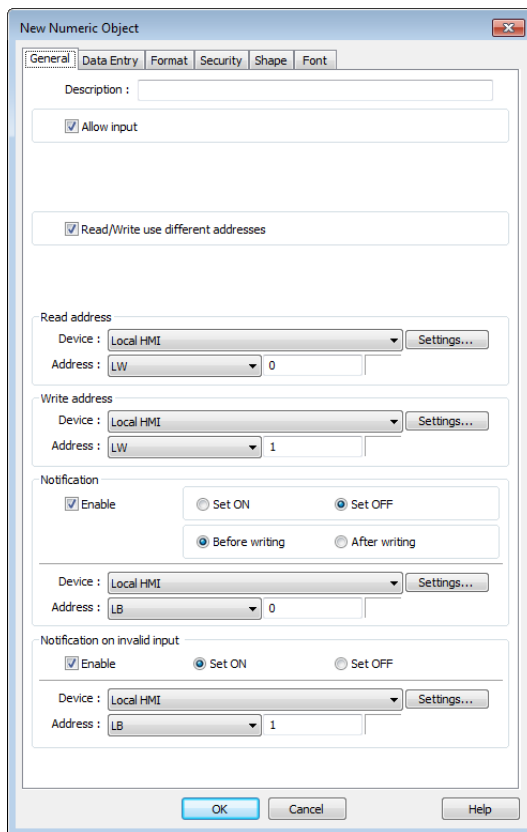 New Numeric Object
General Data Entry Format Security Shape Font
Description :
Allow input
Read/Write use different addresses
Read address
Device : Local HMI Settings...
Address : LW 0
Write address
Device : Local HMI Settings...
Address : LW 1
Notification
Enable Set ON Set OFF
Before writing After writing
Device : Local HMI Settings...
Address : LB 0
Notification on invalid input
Enable Set ON Set OFF
Device : Local HMI Settings...
Address : LB 1
OK Cancel Help